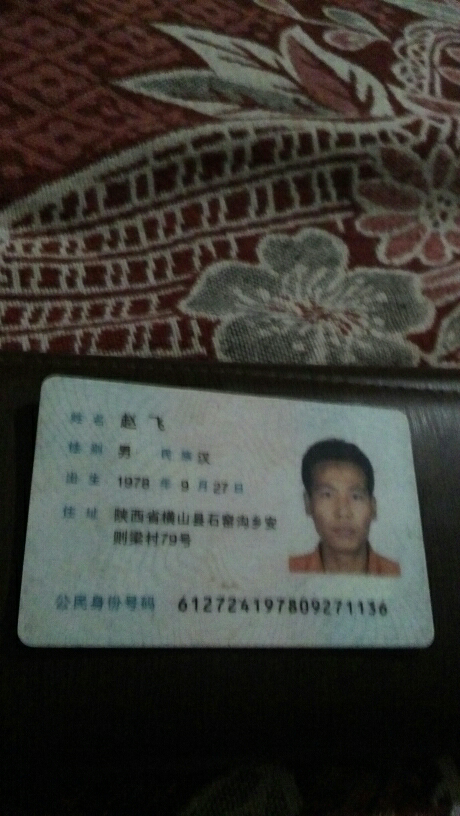 姓名 赵飞
性别 男 民族 汉
出生 1978 年 9 月 27 日
住址 陕西省横山县石窑沟乡安
则梁村79号
公民身份号码 612724197809271136